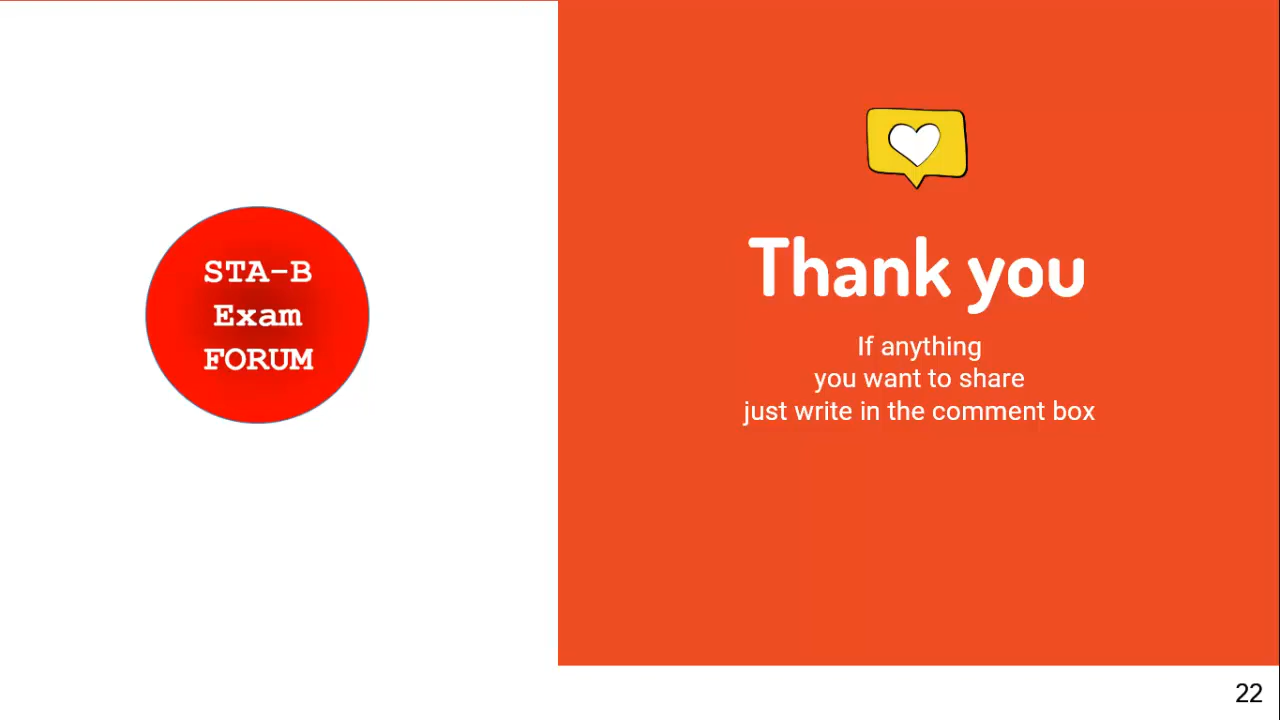 STA-B
Exam
FORUM
Thank you
If anything
you want to share
just write in the comment box
22